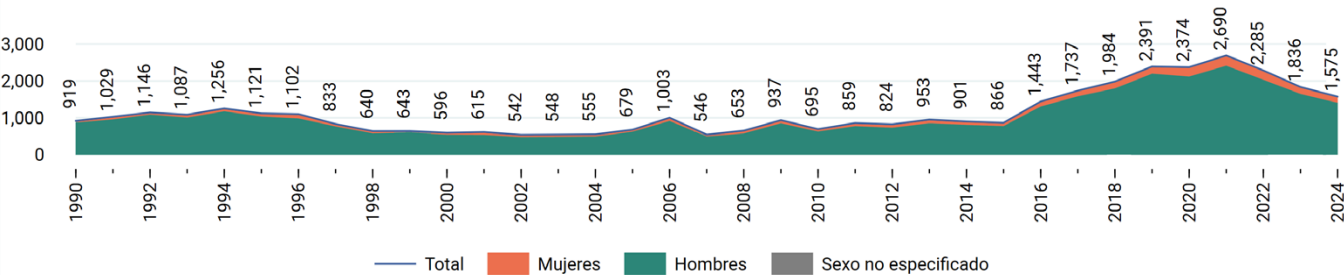 919 1,029 1,146 1,087 1,256 1,121 1,102 833 640 643 596 615 542 548 555 679 1,003 546 653 937 695 859 824 953 901 866 1,443 1,737 1,984 2,391 2,374 2,690 2,285 1,836 1,575
3,000
2,000
1,000
0
1990 1992 1994 1996 1998 2000 2002 2004 2006 2008 2010 2012 2014 2016 2018 2020 2022 2024
Total Mujeres Hombres Sexo no especificado